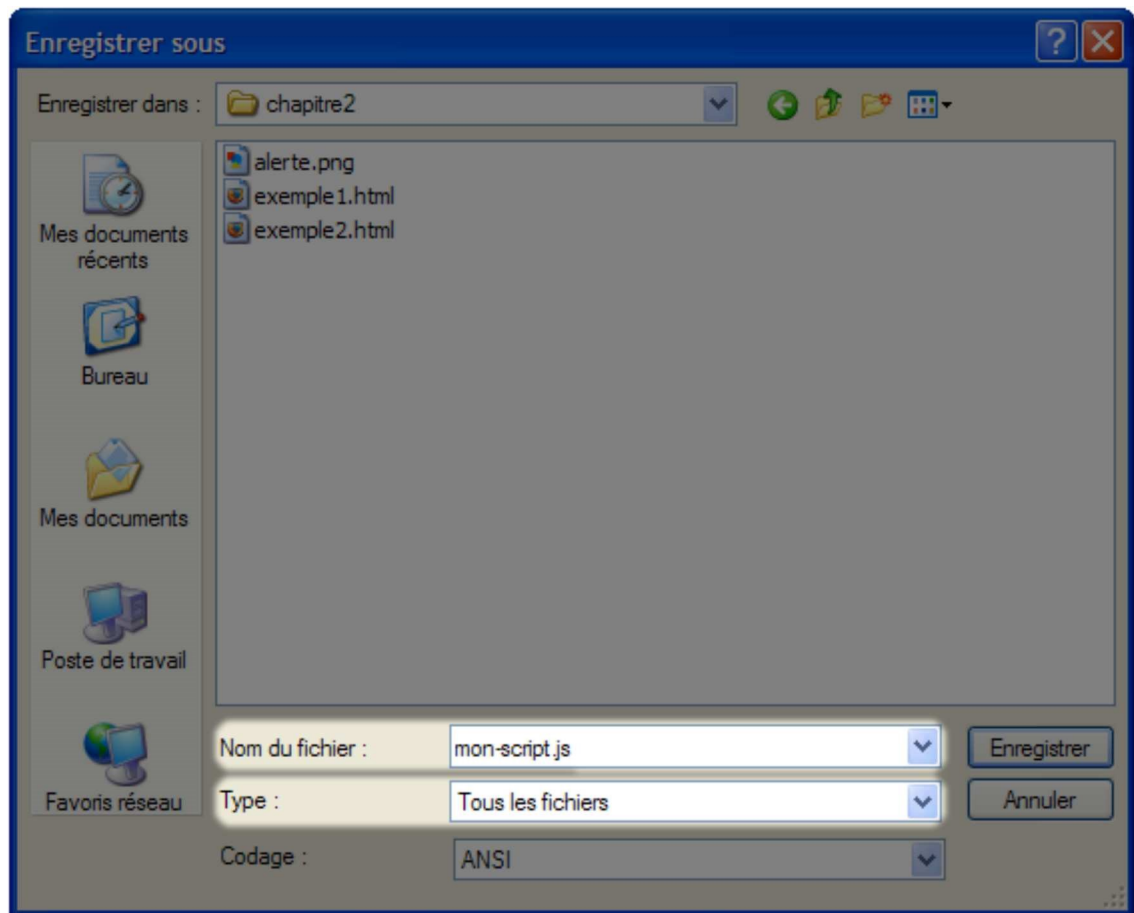 Enregistrer sous
Enregistrer dans :
chapitre2
alerte.png
exemple1.html
exemple2.html
Mes documents
récents
Bureau
Mes documents
Poste de travail
Favoris réseau
Nom du fichier :
mon-script.js
Enregistrer
Type :
Tous les fichiers
Annuler
Codage :
ANSI